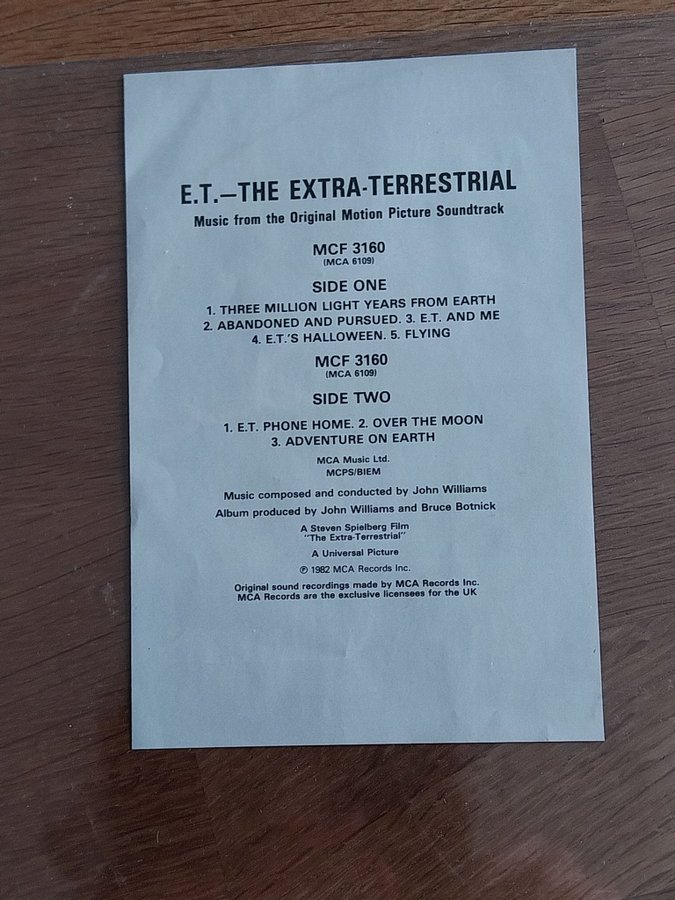 E.T.—THE EXTRA-TERRESTRIAL
Music from the Original Motion Picture Soundtrack
MCF 3160
(MCA 6109)
SIDE ONE
1. THREE MILLION LIGHT YEARS FROM EARTH
2. ABANDONED AND PURSUED. 3. E.T. AND ME
4. E.T.'S HALLOWEEN. 5. FLYING
MCF 3160
(MCA 6109)
SIDE TWO
1. E.T. PHONE HOME. 2. OVER THE MOON
3. ADVENTURE ON EARTH
MCA Music Ltd.
MCPS/BIEM
Music composed and conducted by John Williams
Album produced by John Williams and Bruce Botnick
A Steven Spielberg Film
"The Extra-Terrestrial"
A Universal Picture
℗ 1982 MCA Records Inc.
Original sound recordings made by MCA Records Inc.
MCA Records are the exclusive licensees for the UK